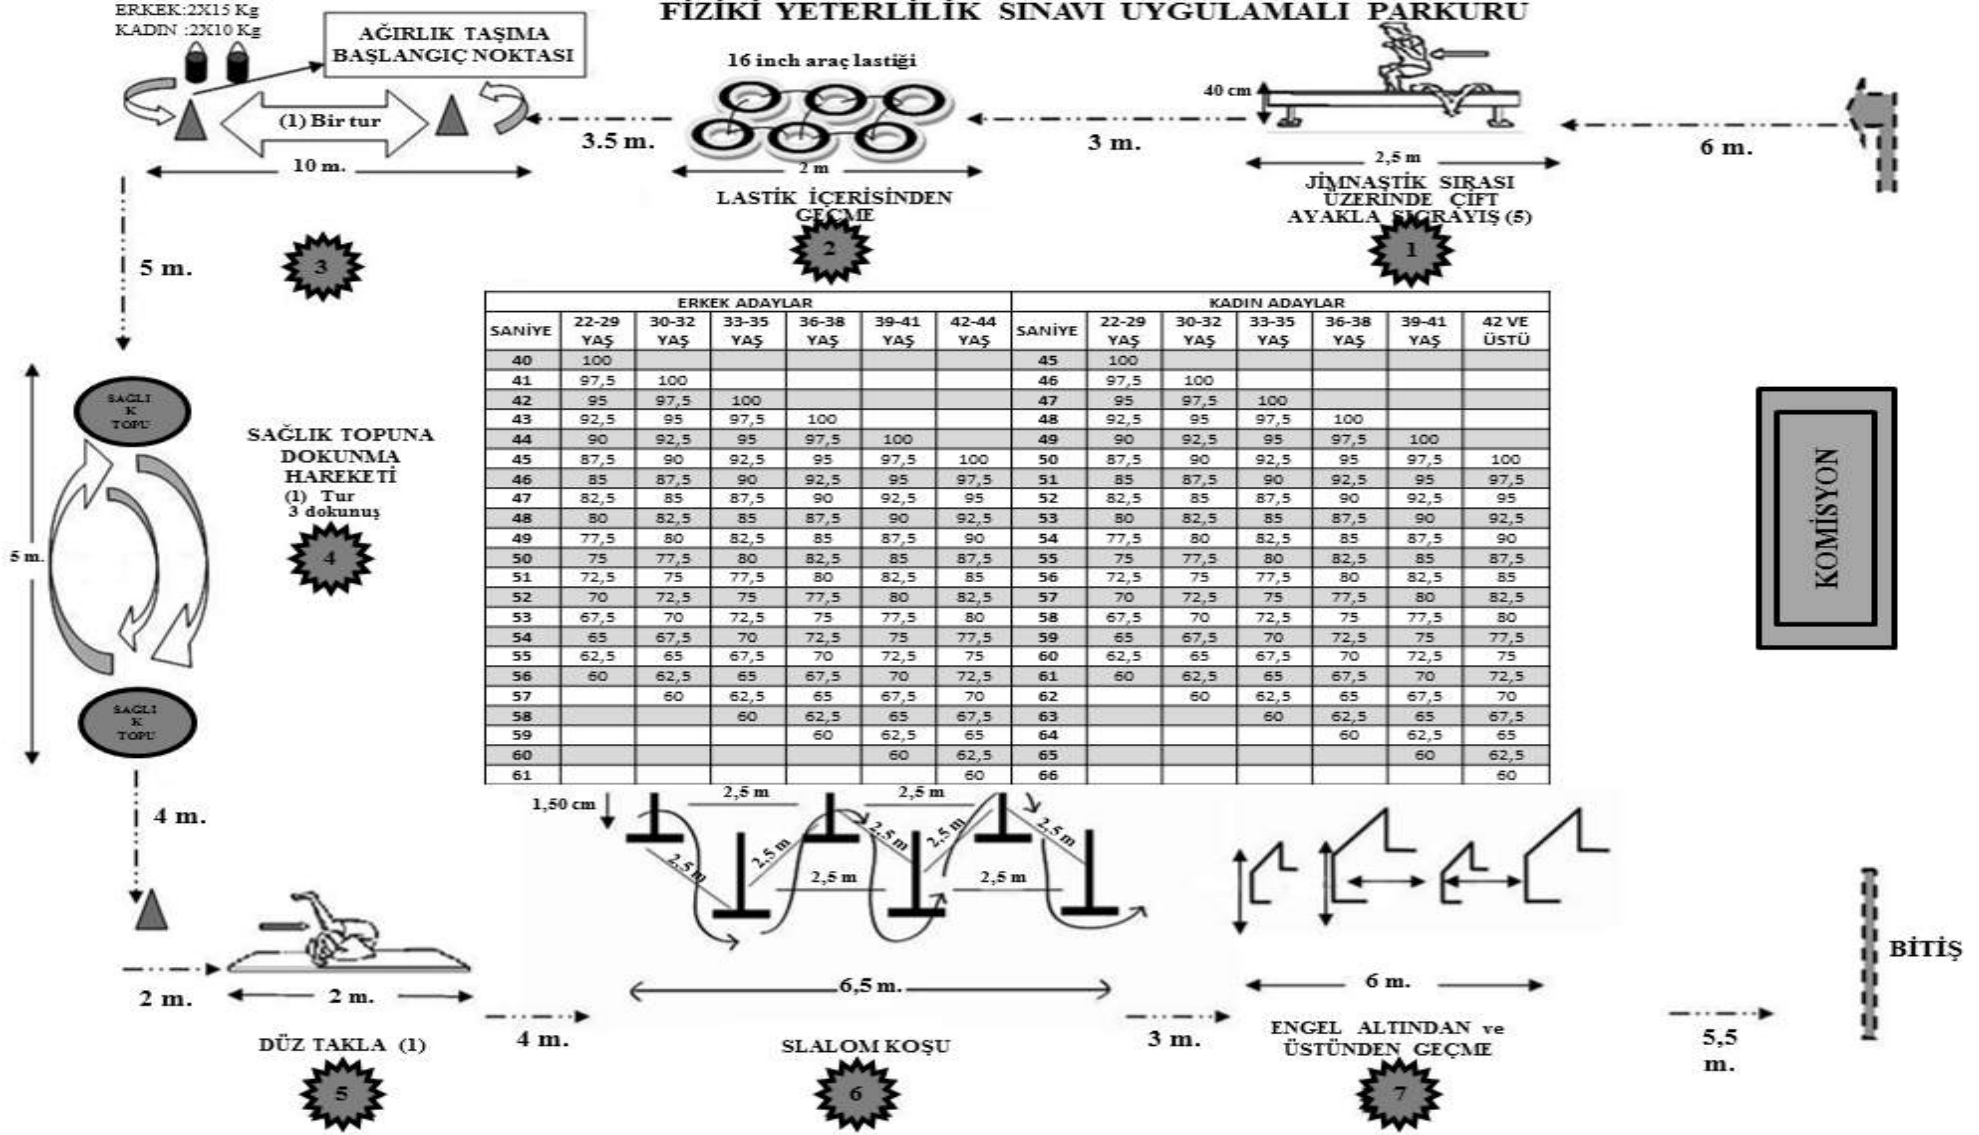 FİZİKİ YETERLİLİK SINAVI UYGULAMALI PARKURU
ERKEK:2X15 Kg
KADIN :2X10 Kg
AĞIRLIK TAŞIMA
BAŞLANGIÇ NOKTASI
(1) Bir tur
10 m.
3.5 m.
16 inch araç lastiği
2 m
LASTİK İÇERİSİNDEN
GEÇME
2
3 m.
40 cm
2,5 m
JİMNASTİK SIRASI
ÜZERİNDE ÇİFT
AYAKLA SIÇRAYIŞ (5)
1
6 m.
3
5 m.
SAĞLI
K
TOPU
SAĞLIK TOPUNA
DOKUNMA
HAREKETİ
(1) Tur
3 dokunuş
4
5 m.
SAĞLI
K
TOPU
4 m.
ERKEK ADAYLAR KADIN ADAYLAR
SANİYE 22-29 YAŞ 30-32 YAŞ 33-35 YAŞ 36-38 YAŞ 39-41 YAŞ 42-44 YAŞ SANİYE 22-29 YAŞ 30-32 YAŞ 33-35 YAŞ 36-38 YAŞ 39-41 YAŞ 42 VE ÜSTÜ
40 100 45 100
41 97,5 100 46 97,5 100
42 95 97,5 100 47 95 97,5 100
43 92,5 95 97,5 100 48 92,5 95 97,5 100
44 90 92,5 95 97,5 100 49 90 92,5 95 97,5 100
45 87,5 90 92,5 95 97,5 100 50 87,5 90 92,5 95 97,5 100
46 85 87,5 90 92,5 95 97,5 51 85 87,5 90 92,5 95 97,5
47 82,5 85 87,5 90 92,5 95 52 82,5 85 87,5 90 92,5 95
48 80 82,5 85 87,5 90 92,5 53 80 82,5 85 87,5 90 92,5
49 77,5 80 82,5 85 87,5 90 54 77,5 80 82,5 85 87,5 90
50 75 77,5 80 82,5 85 87,5 55 75 77,5 80 82,5 85 87,5
51 72,5 75 77,5 80 82,5 85 56 72,5 75 77,5 80 82,5 85
52 70 72,5 75 77,5 80 82,5 57 70 72,5 75 77,5 80 82,5
53 67,5 70 72,5 75 77,5 80 58 67,5 70 72,5 75 77,5 80
54 65 67,5 70 72,5 75 77,5 59 65 67,5 70 72,5 75 77,5
55 62,5 65 67,5 70 72,5 75 60 62,5 65 67,5 70 72,5 75
56 60 62,5 65 67,5 70 72,5 61 60 62,5 65 67,5 70 72,5
57 60 62,5 65 67,5 70 62 60 62,5 65 67,5 70
58 60 62,5 65 67,5 63 60 62,5 65 67,5
59 60 62,5 65 64 60 62,5 65
60 60 62,5 65 60 62,5
61 60 66 60
KOMİSYON
2 m.
2 m.
DÜZ TAKLA (1)
5
4 m.
1,50 cm
2,5 m
2,5 m
2,5 m
2,5 m
2,5 m
2,5 m
2,5 m
2,5 m
2,5 m
6,5 m.
SLALOM KOŞU
6
3 m.
6 m.
ENGEL ALTINDAN ve
ÜSTÜNDEN GEÇME
7
5,5
m.
BİTİŞ